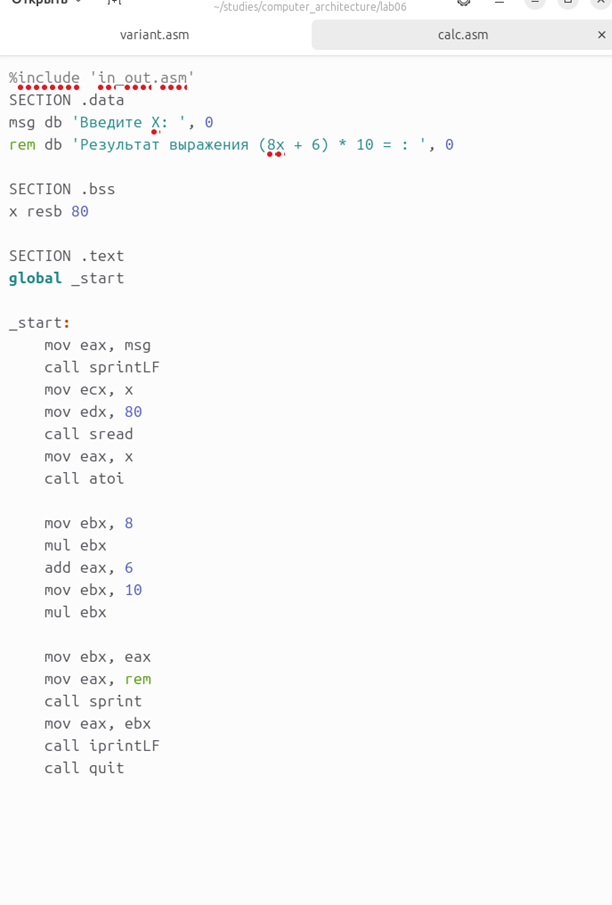 Открыть
~/studies/computer_architecture/lab06
variant.asm
calc.asm
%include 'in_out.asm'
SECTION .data
msg db 'Введите X: ', 0
rem db 'Результат выражения (8x + 6) * 10 = : ', 0
SECTION .bss
x resb 80
SECTION .text
global _start
_start:
mov eax, msg
call sprintLF
mov ecx, x
mov edx, 80
call sread
mov eax, x
call atoi
mov ebx, 8
mul ebx
add eax, 6
mov ebx, 10
mul ebx
mov ebx, eax
mov eax, rem
call sprint
mov eax, ebx
call iprintLF
call quit